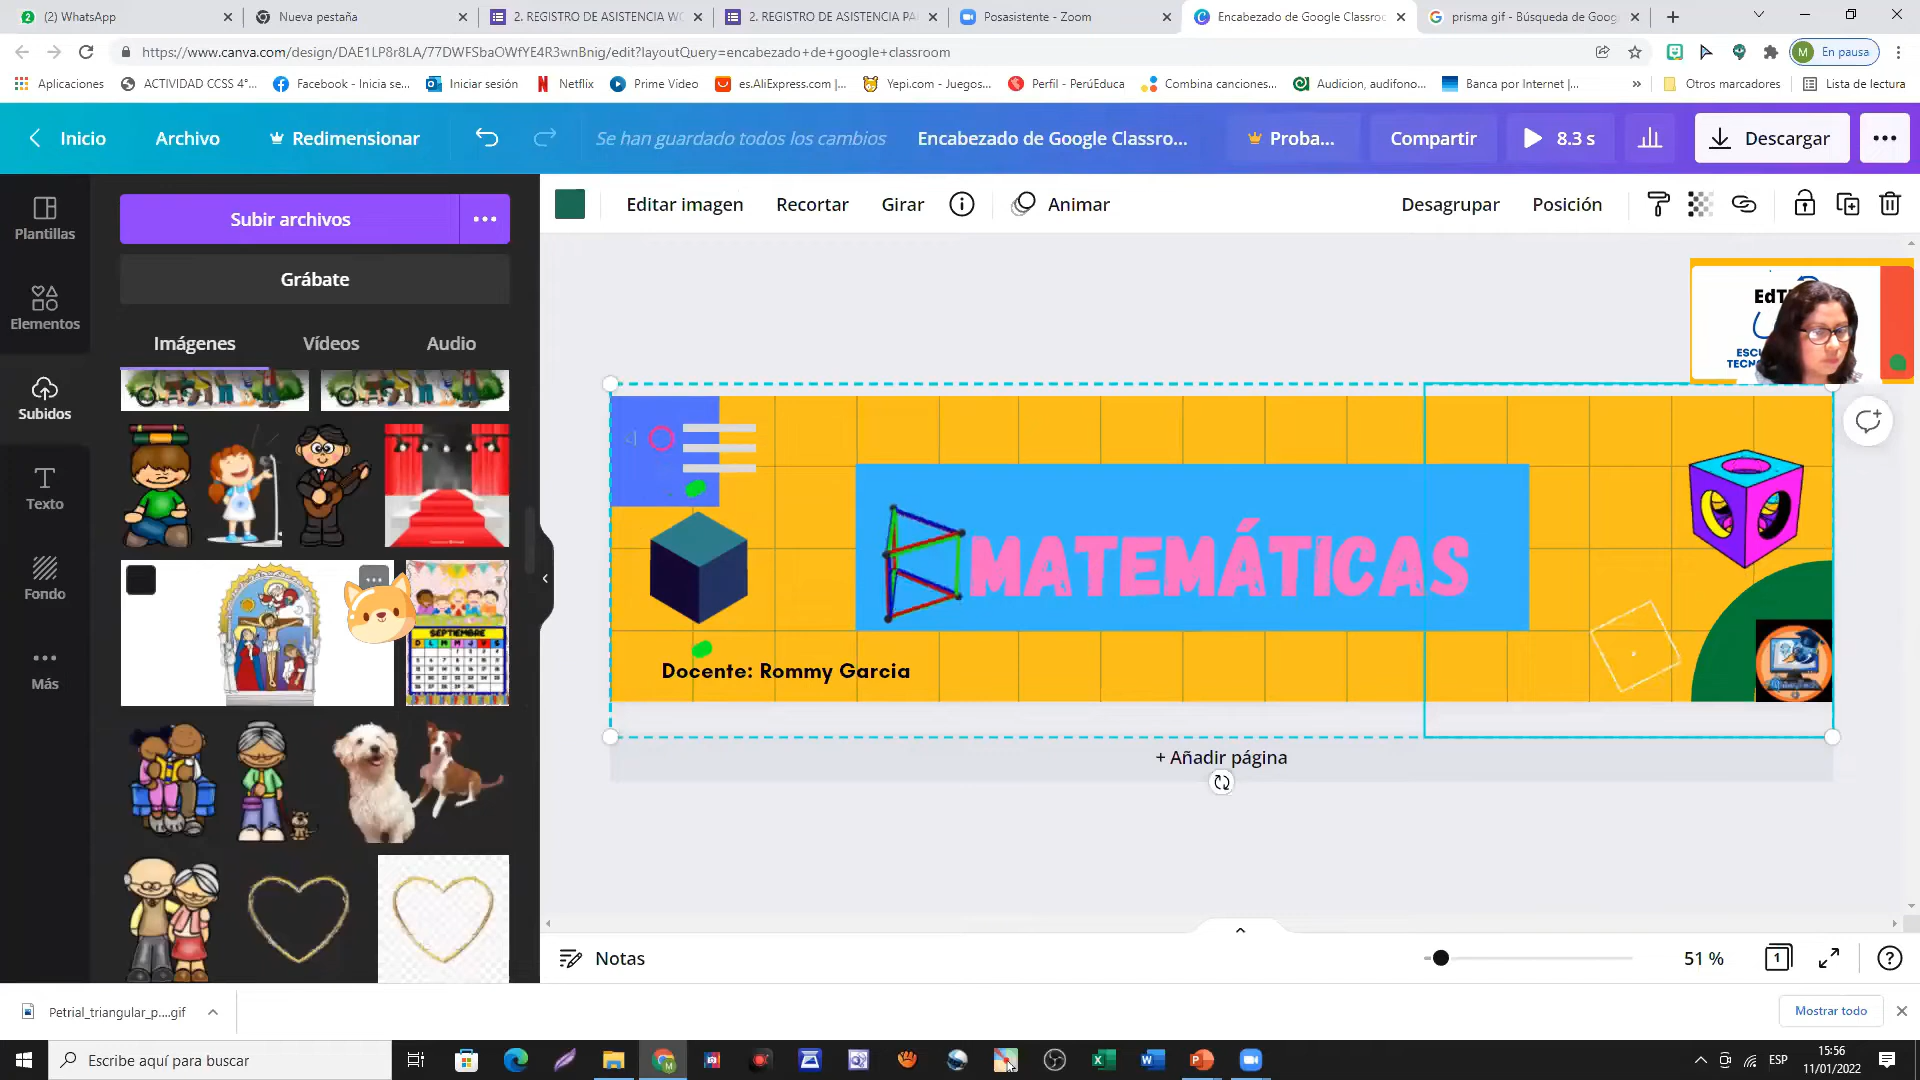 (2) WhatsApp
Nueva pestaña
2. REGISTRO DE ASISTENCIA WO
2. REGISTRO DE ASISTENCIA PA
Posasistente - Zoom
Encabezado de Google Classroo
prisma gif - Búsqueda de Goog
https://www.canva.com/design/DAE1LP8r8LA/77DWFSbaOWfYE4R3wnBnig/edit?layoutQuery=encabezado+de+google+classroom
M En pausa
Aplicaciones
ACTIVIDAD CCSS 4°...
Facebook - Inicia se...
Iniciar sesión
Netflix
Prime Video
es.AliExpress.com |...
Yepi.com - Juegos...
Perfil - PerúEduca
Combina canciones...
Audicion, audifono...
Banca por Internet |...
»
Otros marcadores
Lista de lectura
Inicio
Archivo
Redimensionar
Se han guardado todos los cambios
Encabezado de Google Classro...
Proba...
Compartir
8.3 s
Descargar
Plantillas
Elementos
Subidos
Texto
Fondo
Más
Subir archivos
Grábate
Imágenes
Vídeos
Audio
SEPTIEMBRE
Editar imagen
Recortar
Girar
Animar
Desagrupar
Posición
MATEMÁTICAS
Docente: Rommy Garcia
+ Añadir página
Notas
51 %
1
Petrial_triangular_p....gif
Mostrar todo
Escribe aquí para buscar
ESP
15:56
11/01/2022